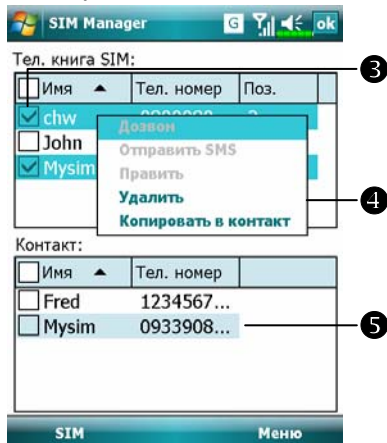 SIM Manager G ok
Тел. книга SIM:
3
Имя Тел. номер Поз.
chw
Дозвон
John
Отправить SMS
Mysim
Править
Удалить
4
Копировать в контакт
Контакт:
Имя Тел. номер
Fred 1234567...
Mysim 0933908...
5
SIM Меню